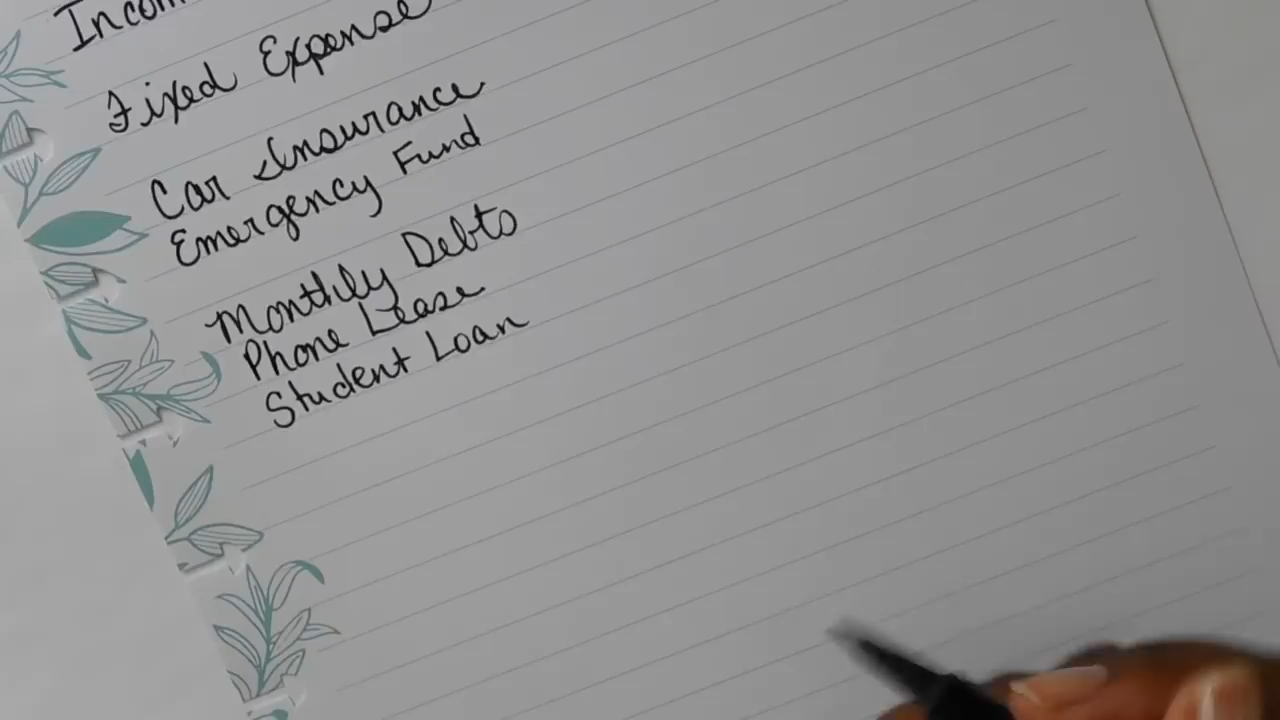 Fixed Expense
Car Insurance
Emergency Fund
Monthly Debts
Phone Lease
Student Loan